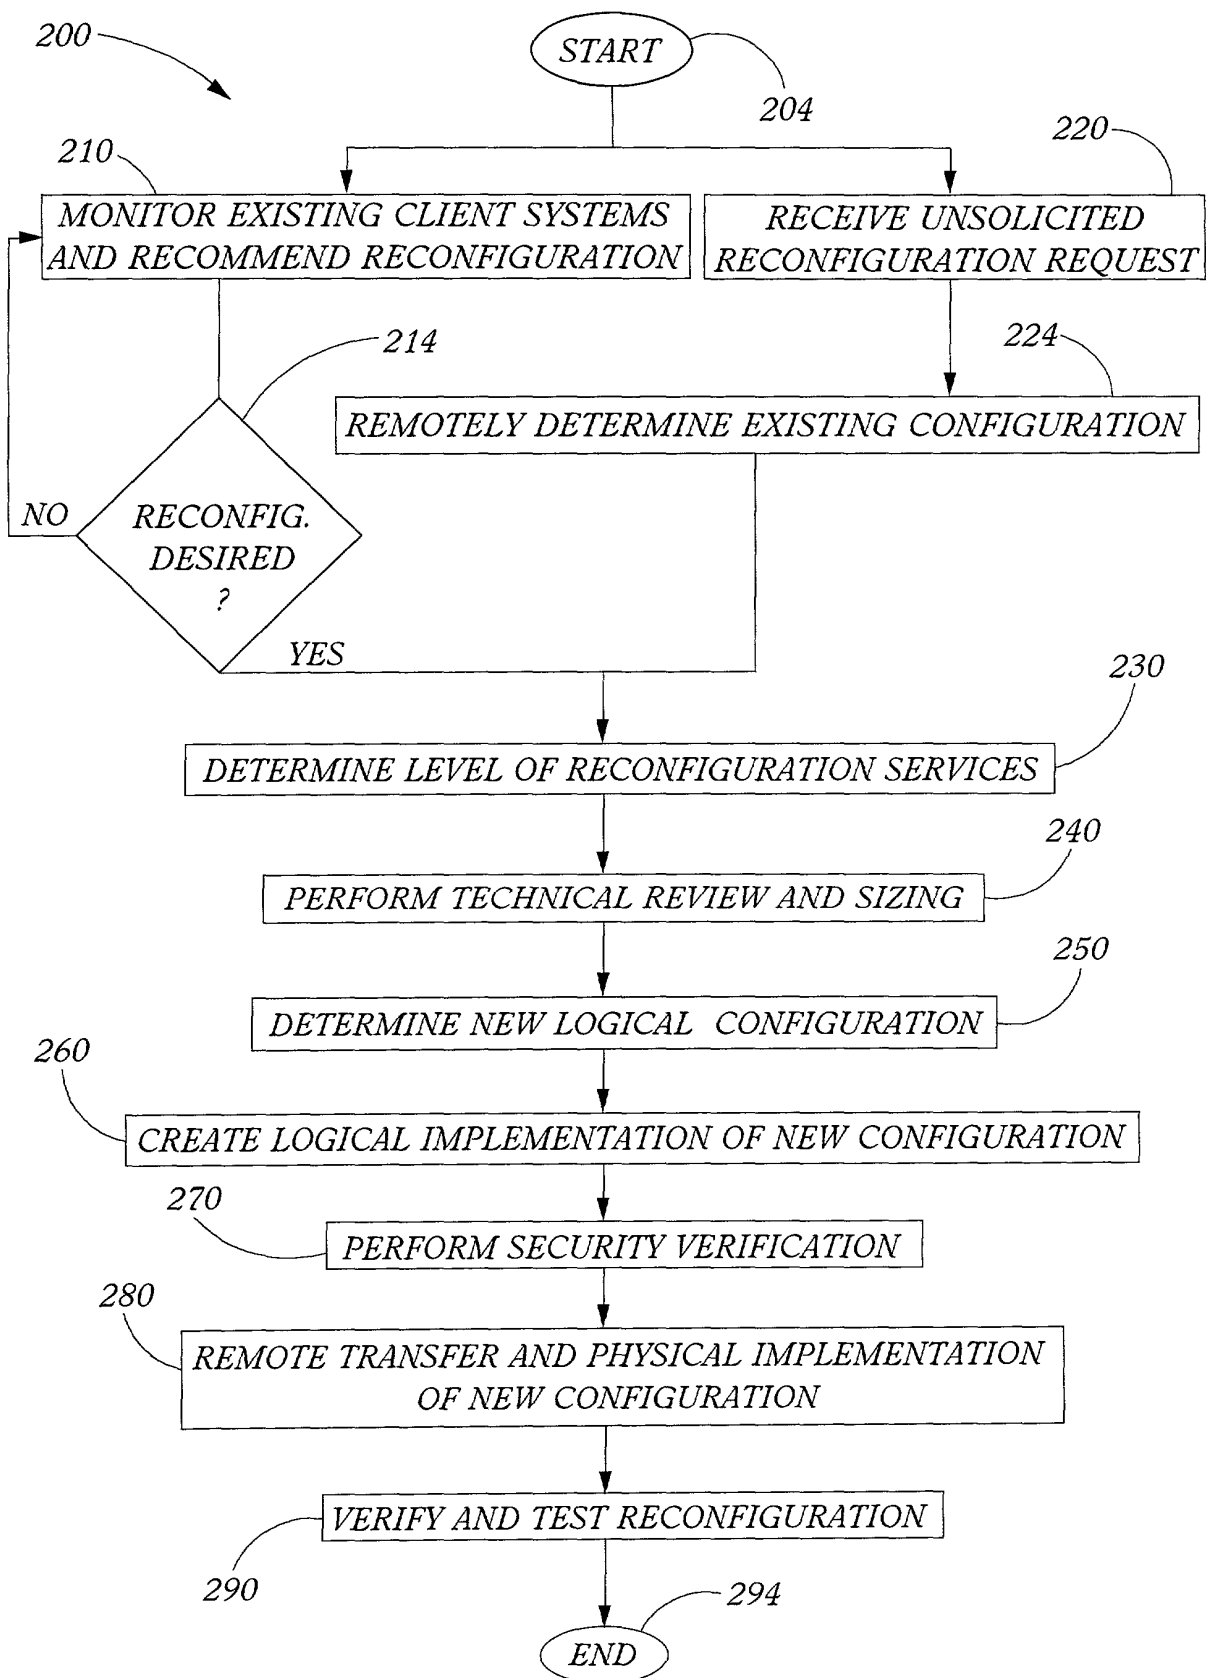 200
START
204
220
210
MONITOR EXISTING CLIENT SYSTEMS
AND RECOMMEND RECONFIGURATION
RECEIVE UNSOLICITED
RECONFIGURATION REQUEST
214
224
REMOTELY DETERMINE EXISTING CONFIGURATION
NO
RECONFIG.
DESIRED
?
YES
230
DETERMINE LEVEL OF RECONFIGURATION SERVICES
240
PERFORM TECHNICAL REVIEW AND SIZING
250
DETERMINE NEW LOGICAL CONFIGURATION
260
CREATE LOGICAL IMPLEMENTATION OF NEW CONFIGURATION
270
PERFORM SECURITY VERIFICATION
280
REMOTE TRANSFER AND PHYSICAL IMPLEMENTATION
OF NEW CONFIGURATION
VERIFY AND TEST RECONFIGURATION
290
294
END